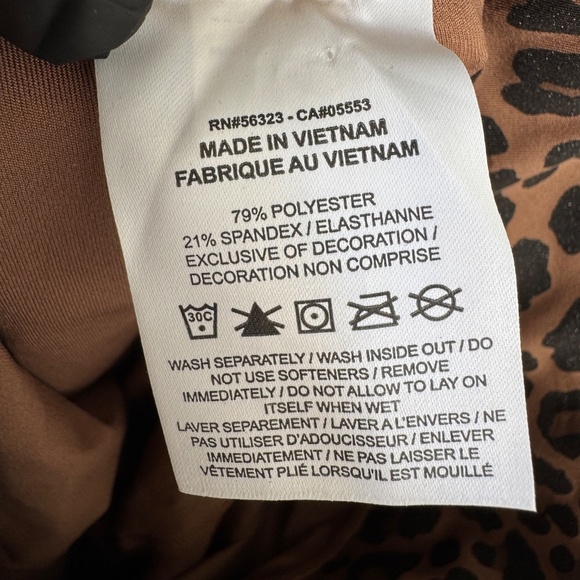 RN#56323 - CA#05553
MADE IN VIETNAM
FABRIQUE AU VIETNAM
79% POLYESTER
21% SPANDEX / ELASTHANNE
EXCLUSIVE OF DECORATION /
DECORATION NON COMPRISE
30C
WASH SEPARATELY / WASH INSIDE OUT / DO
NOT USE SOFTENERS / REMOVE
IMMEDIATELY / DO NOT ALLOW TO LAY ON
ITSELF WHEN WET
LAVER SEPAREMENT / LAVER A L'ENVERS / NE
PAS UTILISER D'ADOUCISSEUR / ENLEVER
IMMEDIATEMENT / NE PAS LAISSER LE
VÊTEMENT PLIÉ LORSQU'IL EST MOUILLÉ